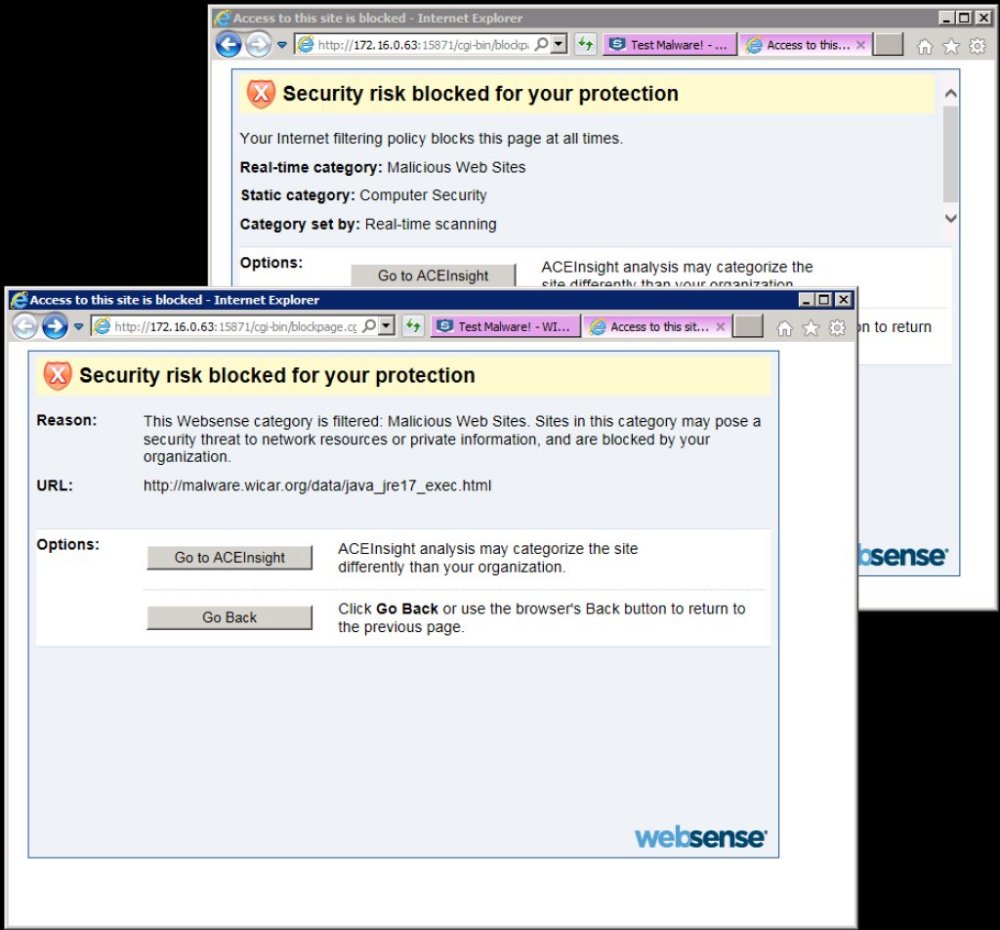 Access to this site is blocked - Internet Explorer
http://172.16.0.63:15871/cgi-bin/blockp
Test Malware! - ...
Access to this...
Security risk blocked for your protection
Your Internet filtering policy blocks this page at all times.
Real-time category: Malicious Web Sites
Static category: Computer Security
Category set by: Real-time scanning
Options:
Go to ACEInsight
ACEInsight analysis may categorize the
site differently than your organization
on to return
bsense
Access to this site is blocked - Internet Explorer
http://172.16.0.63:15871/cgi-bin/blockpage.cg
Test Malware! - WI...
Access to this sit...
Security risk blocked for your protection
Reason:
This Websense category is filtered: Malicious Web Sites. Sites in this category may pose a
security threat to network resources or private information, and are blocked by your
organization.
URL:
http://malware.wicar.org/data/java_jre17_exec.html
Options:
Go to ACEInsight
ACEInsight analysis may categorize the site
differently than your organization.
Go Back
Click Go Back or use the browser's Back button to return to
the previous page.
websense